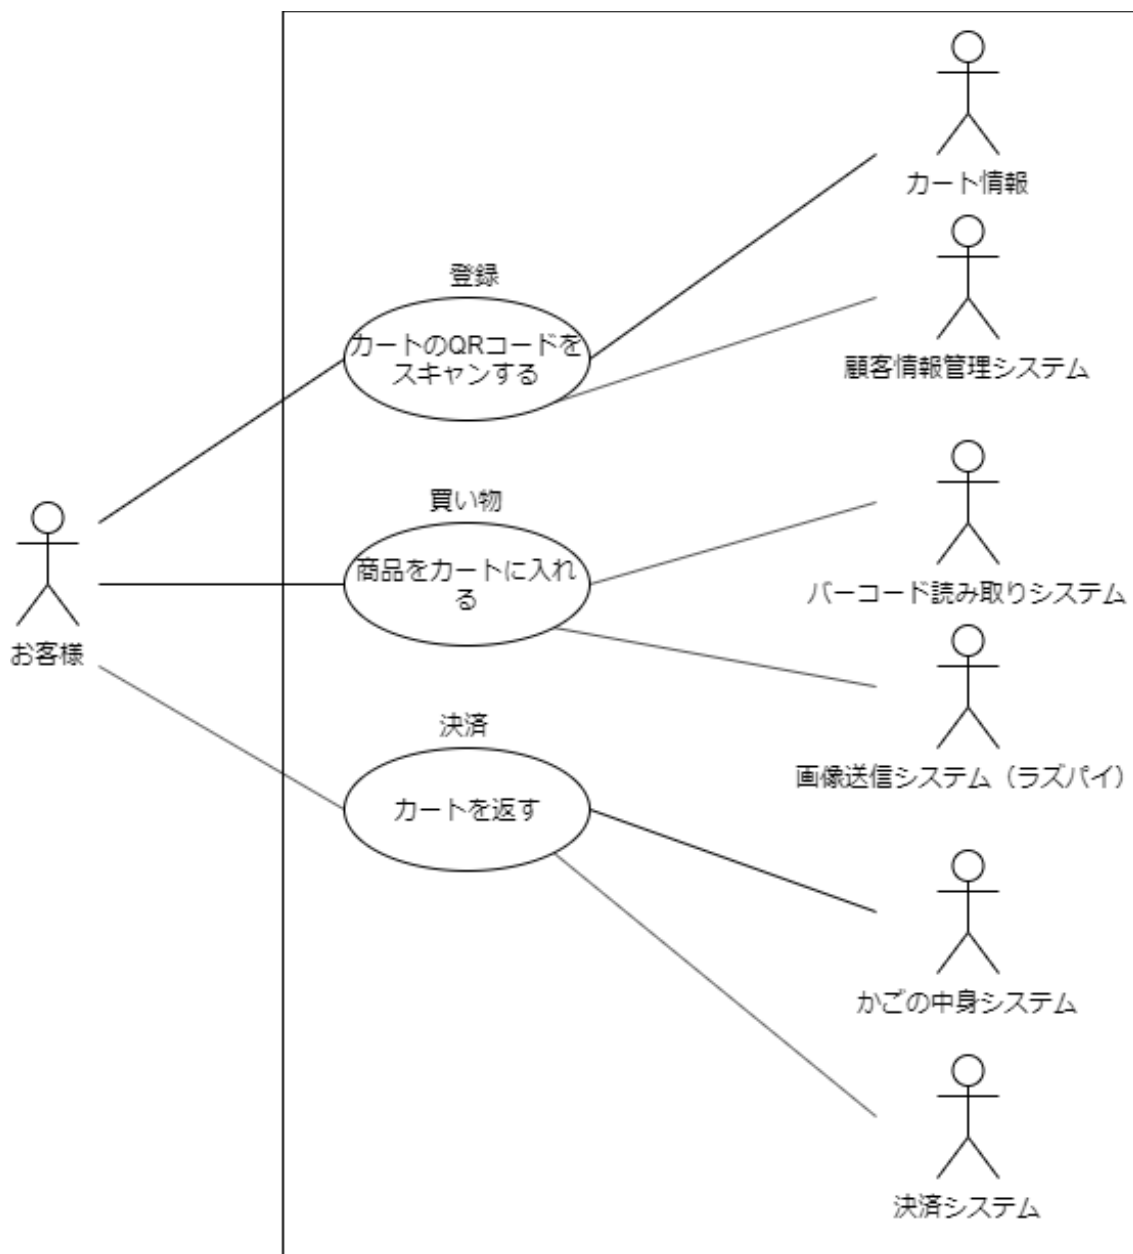 カート情報
登録
カートのQRコードを
スキャンする
顧客情報管理システム
買い物
商品をカートに入れ
る
バーコード読み取りシステム
お客様
決済
カートを返す
画像送信システム（ラズパイ）
かごの中身システム
決済システム